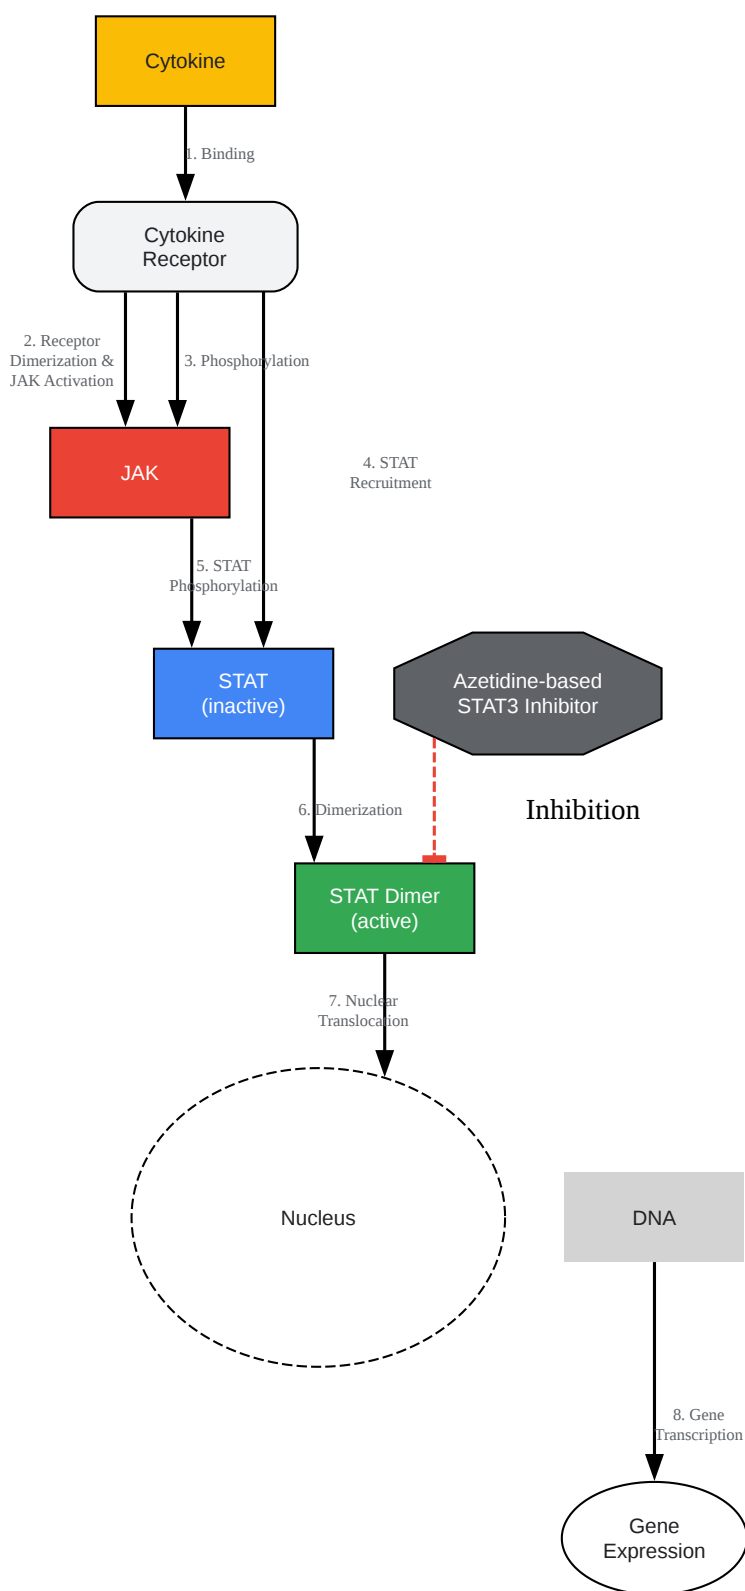 Cytokine
1. Binding
Cytokine
Receptor
2. Receptor
Dimerization &
JAK Activation
3. Phosphorylation
JAK
4. STAT
Recruitment
5. STAT
Phosphorylation
STAT
(inactive)
Azetidine-based
STAT3 Inhibitor
6. Dimerization
Inhibition
STAT Dimer
(active)
7. Nuclear
Translocation
Nucleus
DNA
8. Gene
Transcription
Gene
Expression